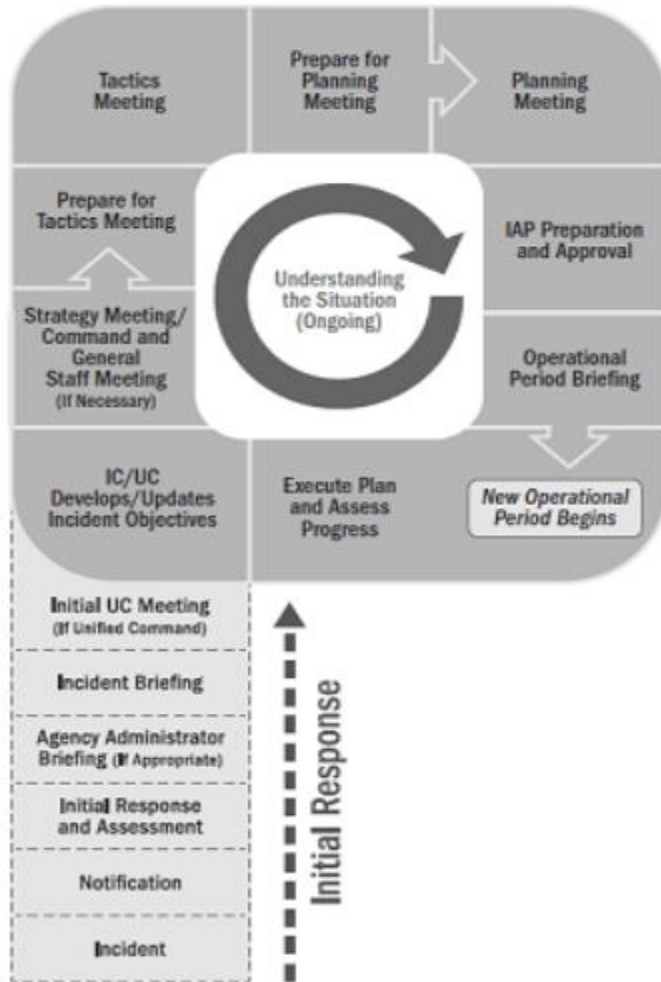 Tactics
Meeting
Prepare for
Planning
Meeting
Planning
Meeting
Prepare for
Tactics Meeting
Understanding
the Situation
(Ongoing)
IAP Preparation
and Approval
Strategy Meeting/
Command and
General
Staff Meeting
(If Necessary)
Operational
Period Briefing
IC/UC
Develops/Updates
Incident Objectives
Execute Plan
and Assess
Progress
New Operational
Period Begins
Initial UC Meeting
(If Unified Command)
Incident Briefing
Agency Administrator
Briefing (If Appropriate)
Initial Response
and Assessment
Notification
Incident
Initial Response